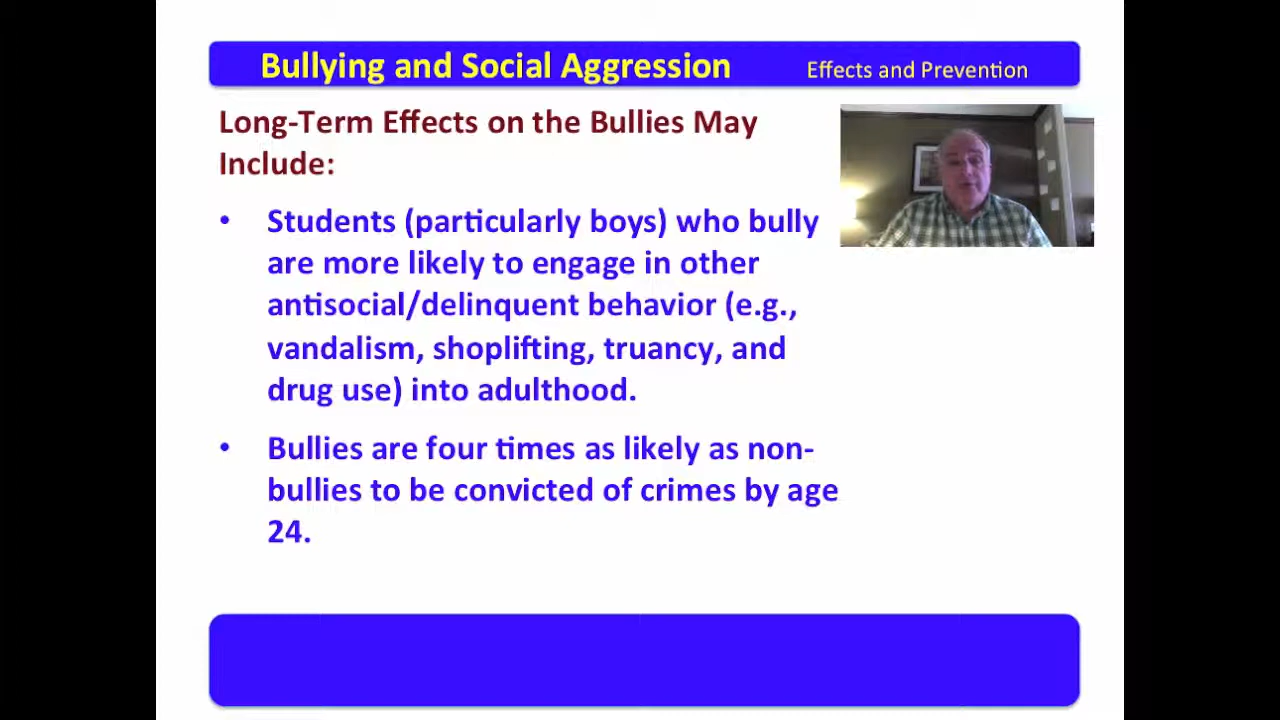 Bullying and Social Aggression Effects and Prevention
Long-Term Effects on the Bullies May
Include:
• Students (particularly boys) who bully
are more likely to engage in other
antisocial/delinquent behavior (e.g.,
vandalism, shoplifting, truancy, and
drug use) into adulthood.
• Bullies are four times as likely as non-
bullies to be convicted of crimes by age
24.